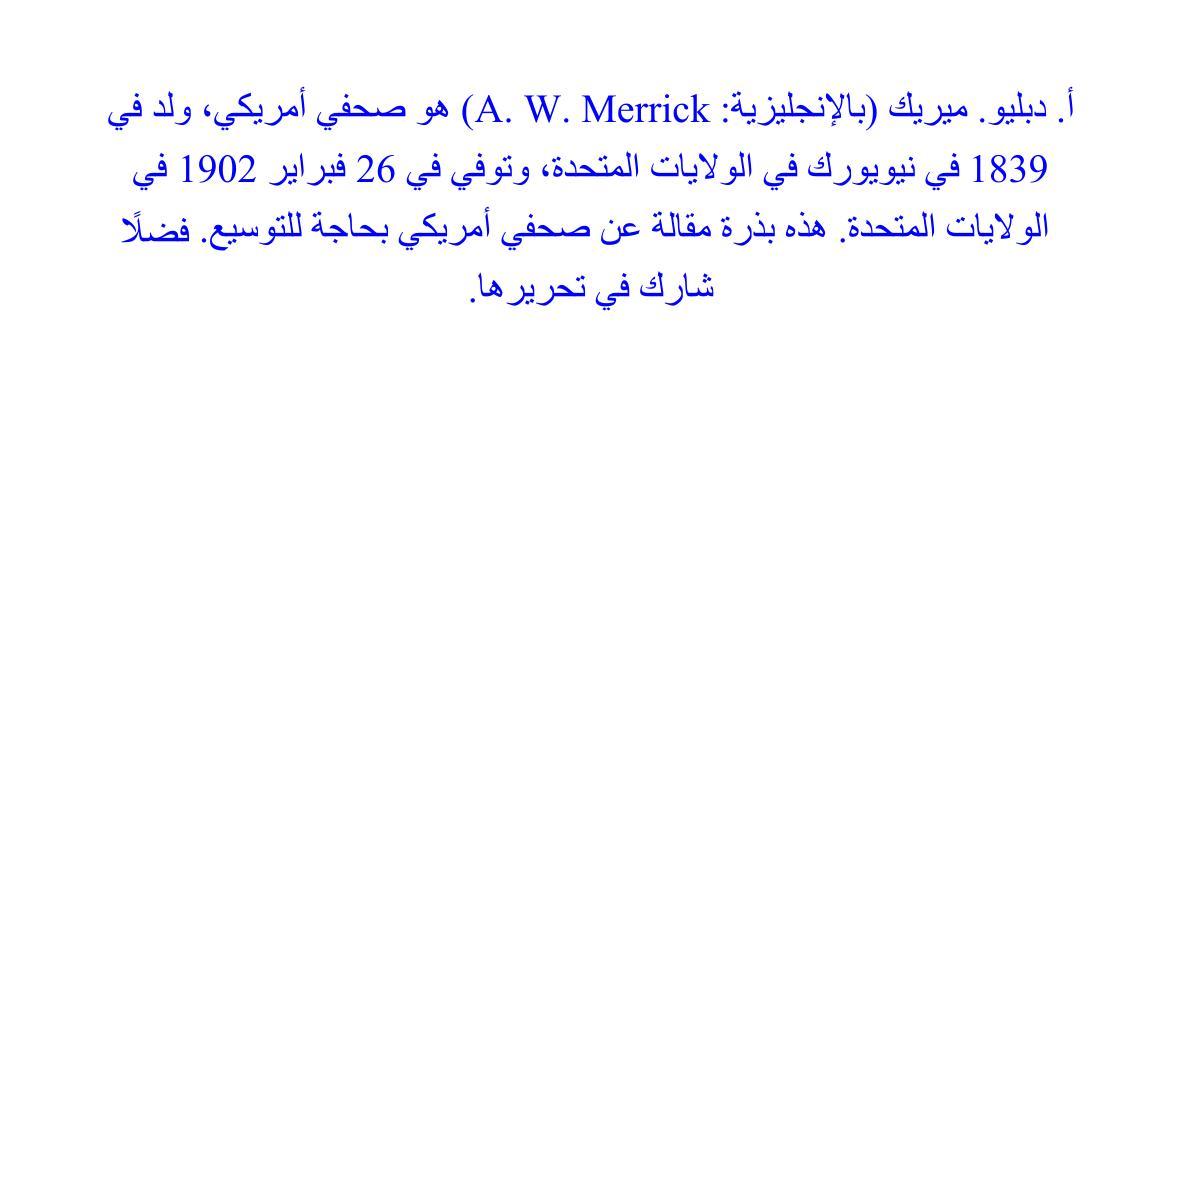 أ. دبليو. ميريك (بالإنجليزية: A. W. Merrick) هو صحفي أمريكي، ولد في
1839 في نيويورك في الولايات المتحدة، وتوفي في 26 فبراير 1902 في
الولايات المتحدة. هذه بذرة مقالة عن صحفي أمريكي بحاجة للتوسيع. فضلًا
شارك في تحريرها.